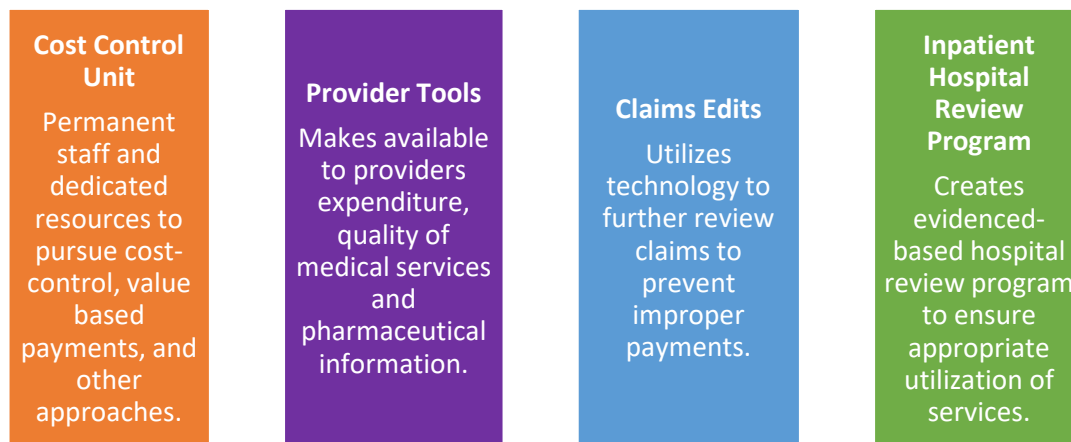 Cost Control
Unit
Permanent
staff and
dedicated
resources to
pursue cost-
control, value
based
payments, and
other
approaches.
Provider Tools
Makes available
to providers
expenditure,
quality of
medical services
and
pharmaceutical
information.
Claims Edits
Utilizes
technology to
further review
claims to
prevent
improper
payments.
Inpatient
Hospital
Review
Program
Creates
evidenced-
based hospital
review program
to ensure
appropriate
utilization of
services.